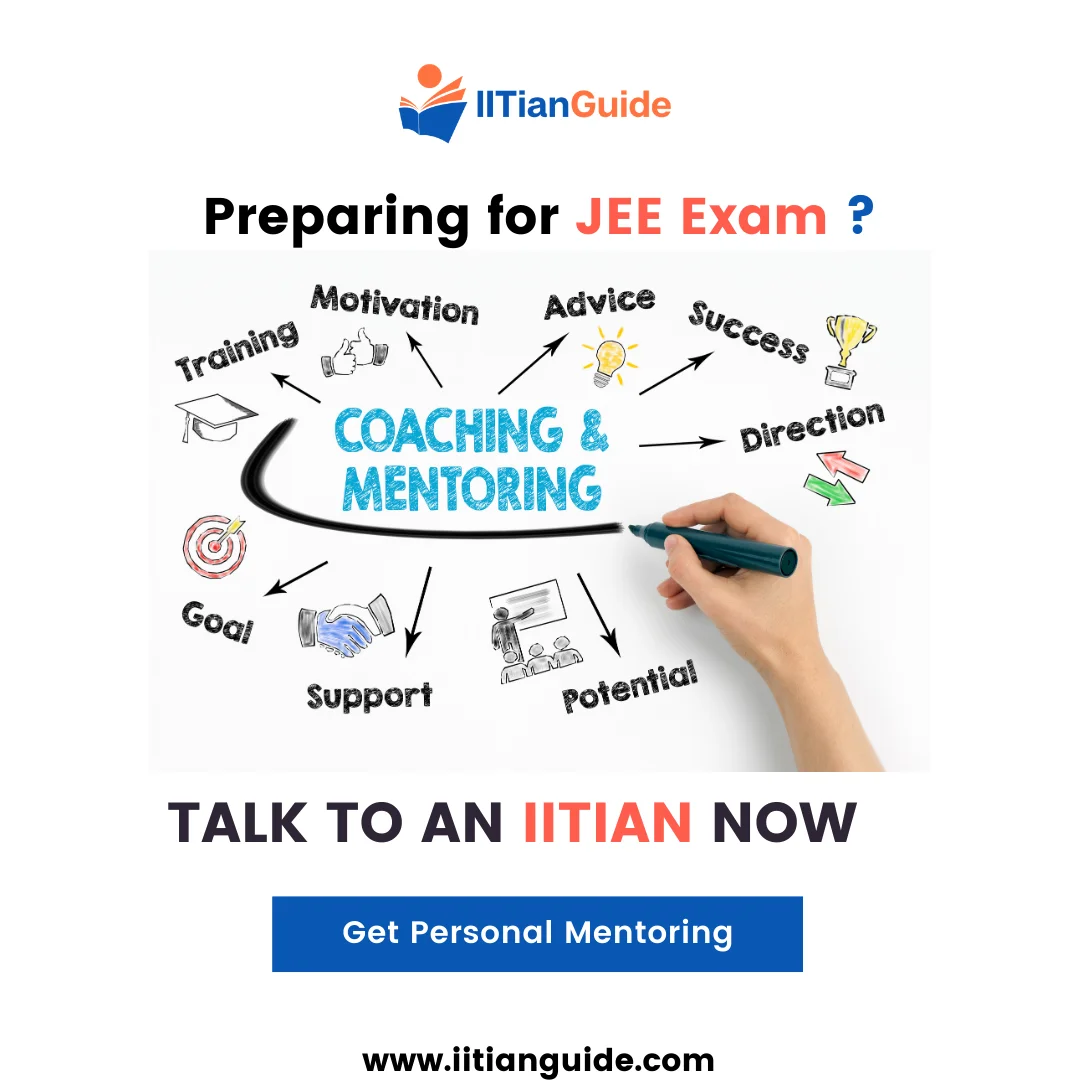 IITianGuide
Preparing for JEE Exam ?
Motivation
Advice
Success
Training
Direction
COACHING &
MENTORING
Goal
Support
Potential
TALK TO AN IITIAN NOW
Get Personal Mentoring
www.iitianguide.com